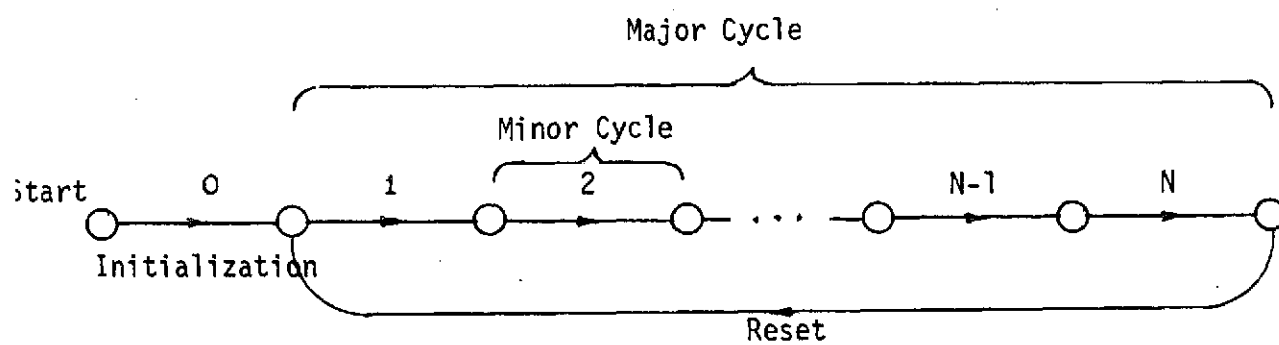 Major Cycle
Minor Cycle
Start 0 1 2 ... N-1 N
Initialization
Reset